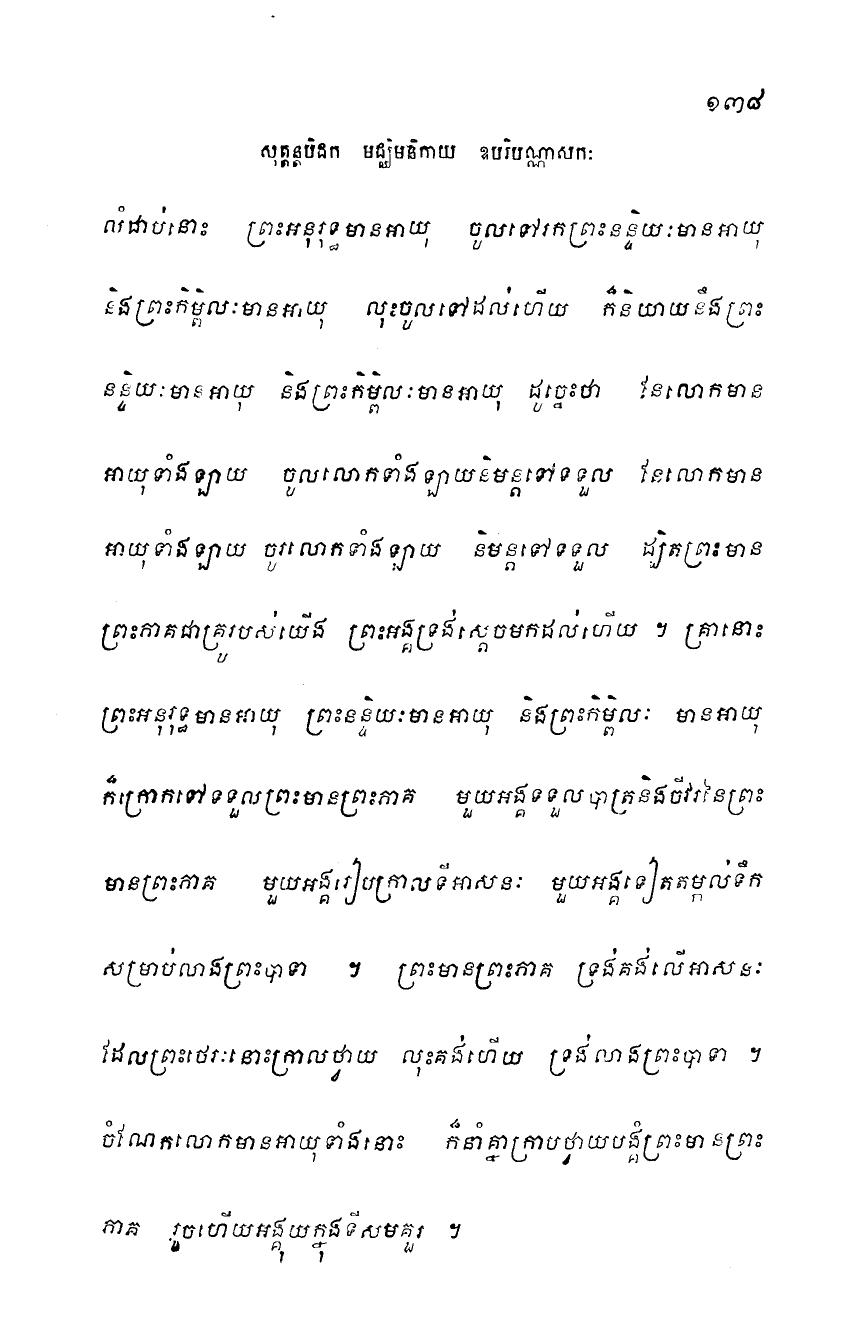 ១៣៨
សុត្តន្តបិដក មជ្ឈិមនិកាយ ឧបរិបណ្ណាសកៈ
លំដាប់នោះ ព្រះអនុរុទ្ធមានអាយុ ចូលទៅរកព្រះនន្ទិយៈមានអាយុ
និងព្រះកិម្ពិលៈមានអាយុ លុះចូលទៅដល់ហើយ ក៏និយាយនឹងព្រះ
នន្ទិយៈមានអាយុ និងព្រះកិម្ពិលៈមានអាយុ ដូច្នេះថា នែលោកមាន
អាយុទាំងឡាយ ចូលលោកទាំងឡាយនិមន្តទៅទទួល នែលោកមាន
អាយុទាំងឡាយ ចូរលោកទាំងឡាយ និមន្តទៅទទួល ដ្បិតព្រះមាន
ព្រះភាគជាគ្រូរបស់យើង ព្រះអង្គទ្រង់ស្តេចមកដល់ហើយ ។ គ្រានោះ
ព្រះអនុរុទ្ធមានអាយុ ព្រះនន្ទិយៈមានអាយុ និងព្រះកិម្ពិលៈ មានអាយុ
ក៏ក្រោកទៅទទួលព្រះមានព្រះភាគ មួយអង្គទទួលបាត្រនិងចីវរនៃព្រះ
មានព្រះភាគ មួយអង្គរៀបក្រាលទីអាសនៈ មួយអង្គទៀតតម្កល់ទឹក
សម្រាប់លាងព្រះបាទា ។ ព្រះមានព្រះភាគ ទ្រង់គង់លើអាសនៈ
ដែលព្រះថេរៈនោះក្រាលថ្វាយ លុះគង់ហើយ ទ្រង់លាងព្រះបាទា ។
ចំណែកលោកមានអាយុទាំងនោះ ក៏នាំគ្នាក្រាបថ្វាយបង្គំព្រះមានព្រះ
ភាគ រួចហើយអង្គុយក្នុងទីសមគួរ ។